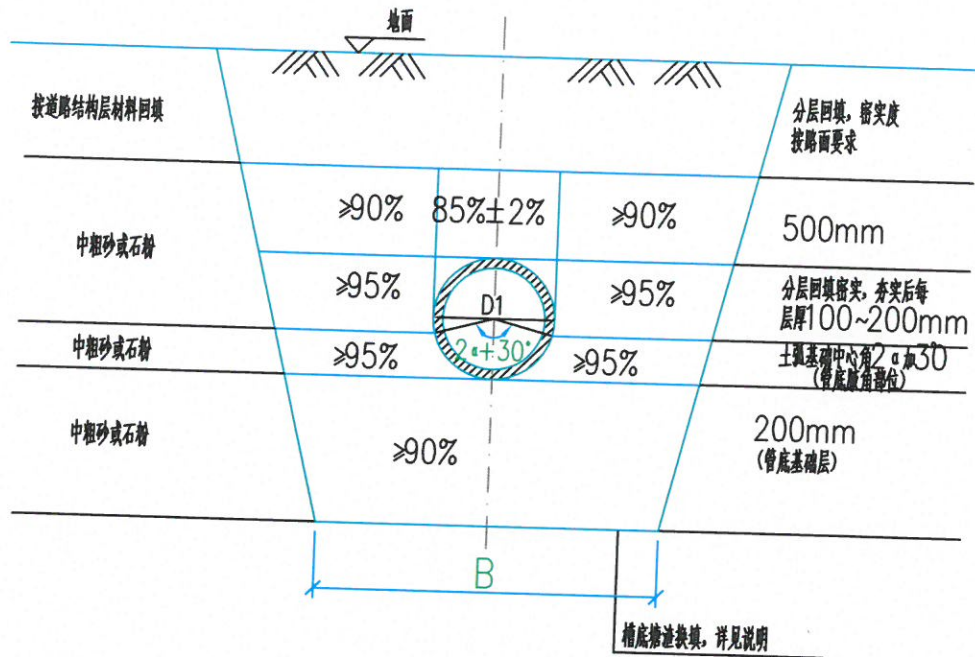 地面
按道路结构层材料回填
分层回填，密实度
按路面要求
≥90%
85%±2%
≥90%
500mm
中粗砂或石粉
≥95%
D1
≥95%
分层回填密实，夯实后每
层厚100~200mm
中粗砂或石粉
≥95%
2α+30°
≥95%
土弧基础中心角2α加30°
(管底腋角部位)
中粗砂或石粉
≥90%
200mm
(管底基础层)
B
槽底塘渣换填，详见说明